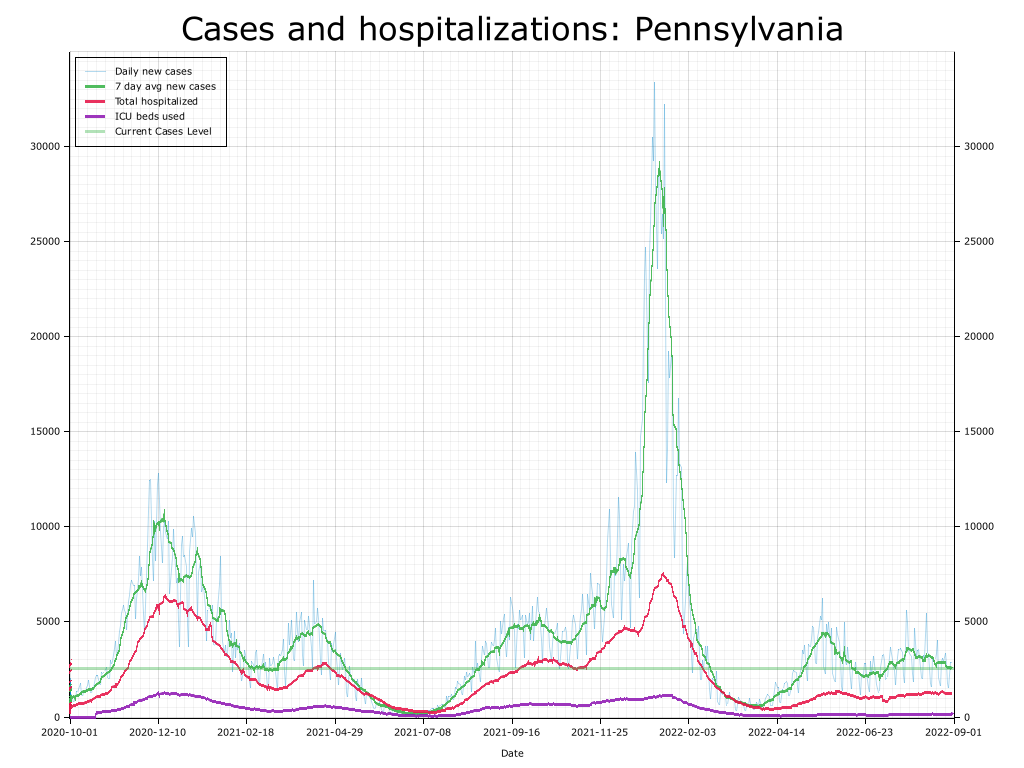 Cases and hospitalizations: Pennsylvania
Daily new cases
7 day avg new cases
Total hospitalized
ICU beds used
Current Cases Level
30000 30000
25000 25000
20000 20000
15000 15000
10000 10000
5000 5000
0 0
2020-10-01 2020-12-10 2021-02-18 2021-04-29 2021-07-08 2021-09-16 2021-11-25 2022-02-03 2022-04-14 2022-06-23 2022-09-01
Date